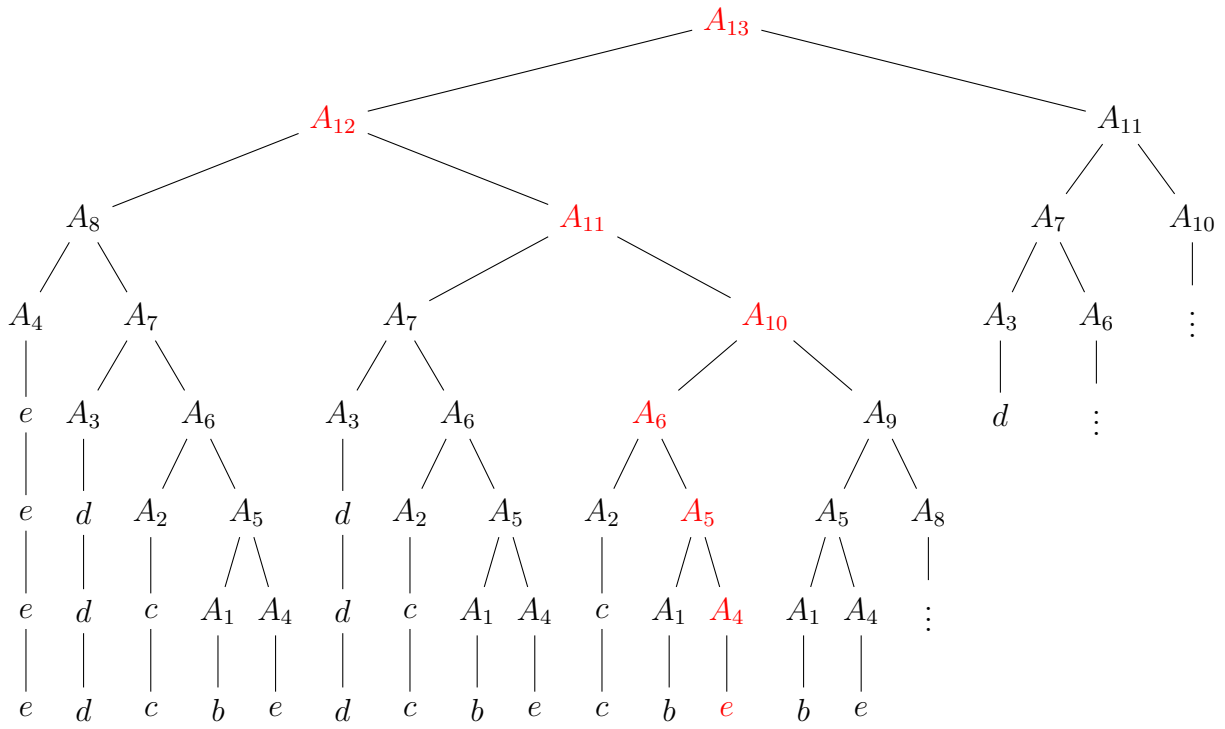 A₁₃
A₁₂ A₁₁
A₈ A₁₁ A₇ A₁₀
A₄ A₇ A₇ A₁₀ A₃ A₆ ⋮
e A₃ A₆ A₃ A₆ A₆ A₉ d ⋮
e d A₂ A₅ d A₂ A₅ A₂ A₅ A₅ A₈
e d c A₁ A₄ d c A₁ A₄ c A₁ A₄ A₁ A₄ ⋮
e d c b e d c b e c b e b e